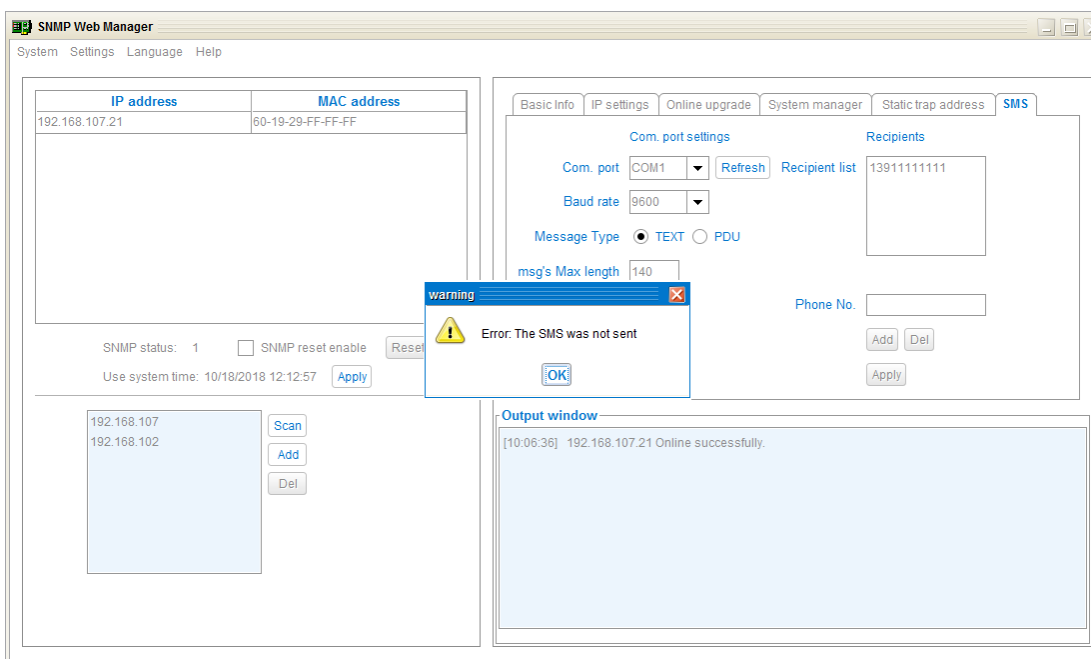 SNMP Web Manager
System Settings Language Help
IP address MAC address
192.168.107.21 60-19-29-FF-FF-FF
SNMP status: 1 SNMP reset enable Reset
Use system time: 10/18/2018 12:12:57 Apply
192.168.107
192.168.102
Scan
Add
Del
Basic Info IP settings Online upgrade System manager Static trap address SMS
Com. port settings Recipients
Com. port COM1 Refresh Recipient list 13911111111
Baud rate 9600
Message Type TEXT PDU
msg's Max length 140
Phone No.
Add Del
Apply
warning
Error: The SMS was not sent
OK
Output window
[10:06:36] 192.168.107.21 Online successfully.